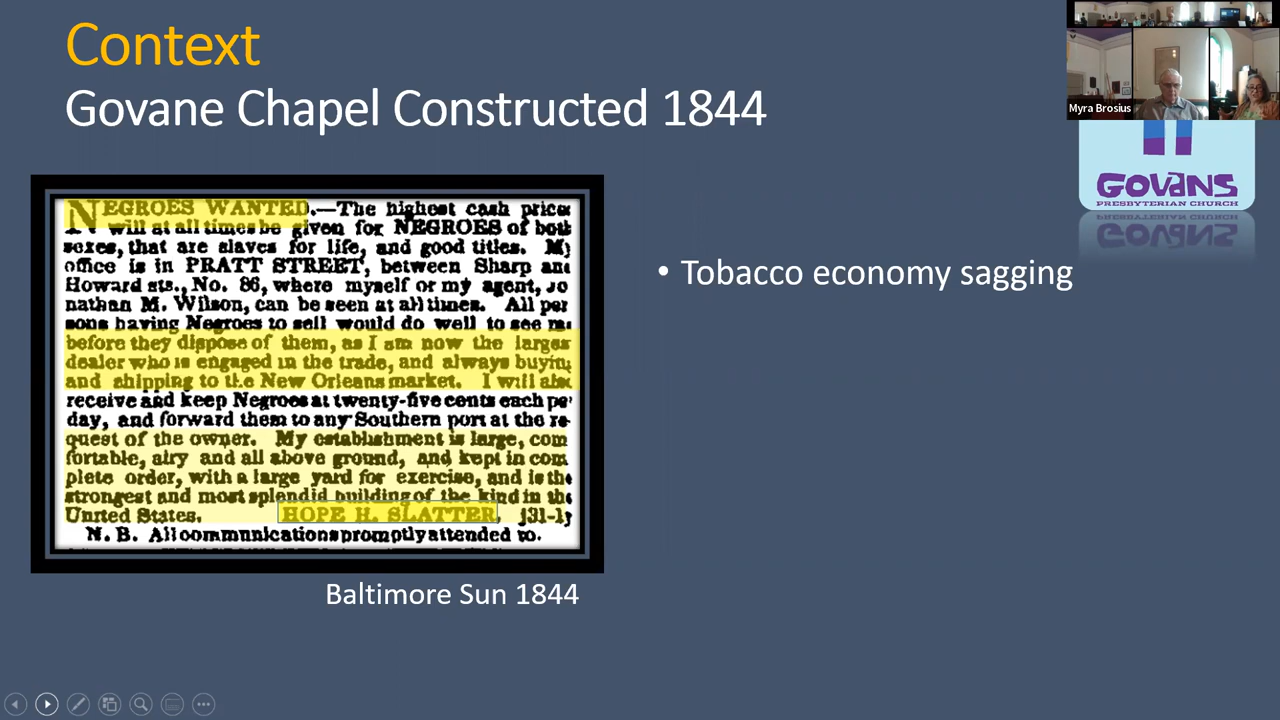 Context
Govane Chapel Constructed 1844
Myra Brosius
GOVANS
PRESBYTERIAN CHURCH
NEGROES WANTED.—The highest cash prices
will at all times be given for NEGROES of both
sexes, that are slaves for life, and good titles. My
office is in PRATT STREET, between Sharp and
Howard sts., No. 86, where myself or my agent, Jo
nathan M. Wilson, can be seen at all times. All per
sons having Negroes to sell would do well to see me
before they dispose of them, as I am now the larges
dealer who is engaged in the trade, and always buying
and shipping to the New Orleans market. I will also
receive and keep Negroes at twenty-five cents each per
day, and forward them to any Southern port at the re-
quest of the owner. My establishment is large, com
fortable, airy and all above ground, and kept in com
plete order, with a large yard for exercise, and is the
strongest and most splendid building of the kind in the
United States. HOPE H. SLATTER, j31-1y
N. B. All communications promptly attended to.
Baltimore Sun 1844
• Tobacco economy sagging